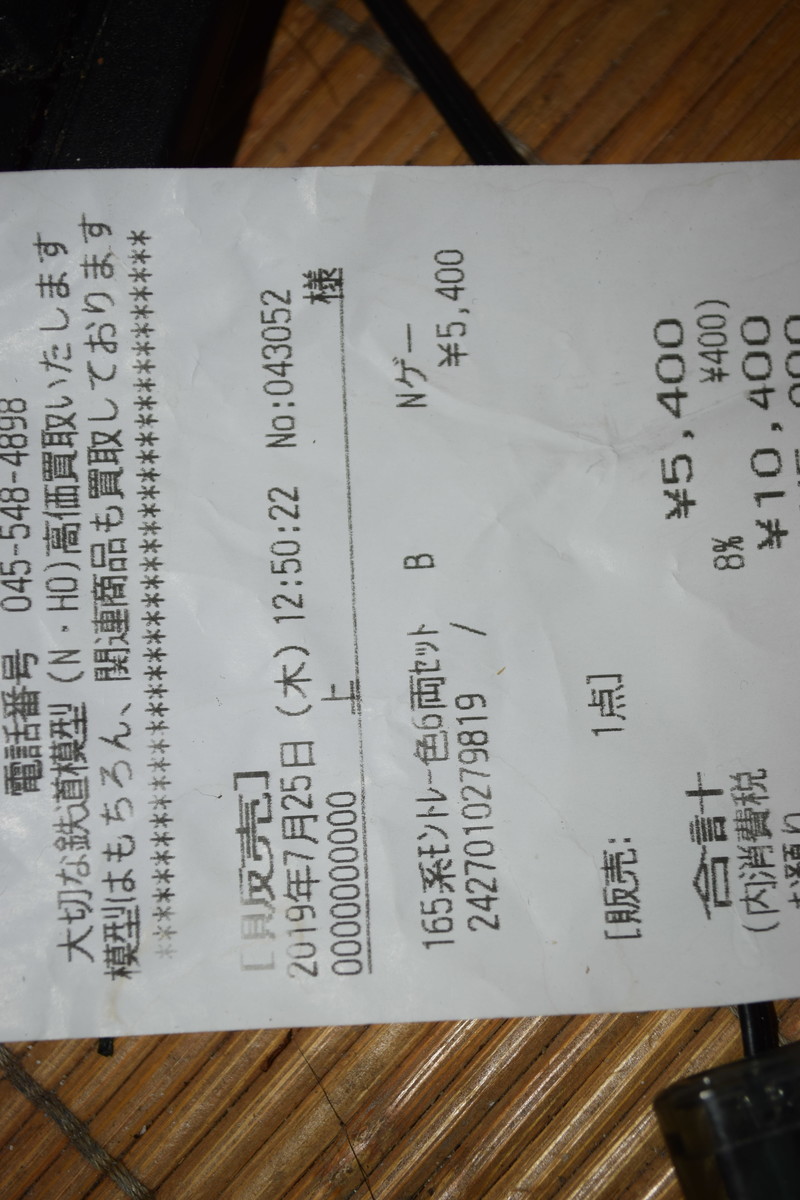 電話番号 045-548-4898
大切な鉄道模型(N・HO)高価買取いたします
模型はもちろん、関連商品も買取しております
****************************************
[販売]
2019年7月25日(木)12:50:22 No:043052
0000000000 上 様
165系モントレー色6両セット B Nゲー
2427010279819 / ¥5,400
[販売: 1点]
合計 ¥5,400
(内消費税 8% ¥400)
¥10,400